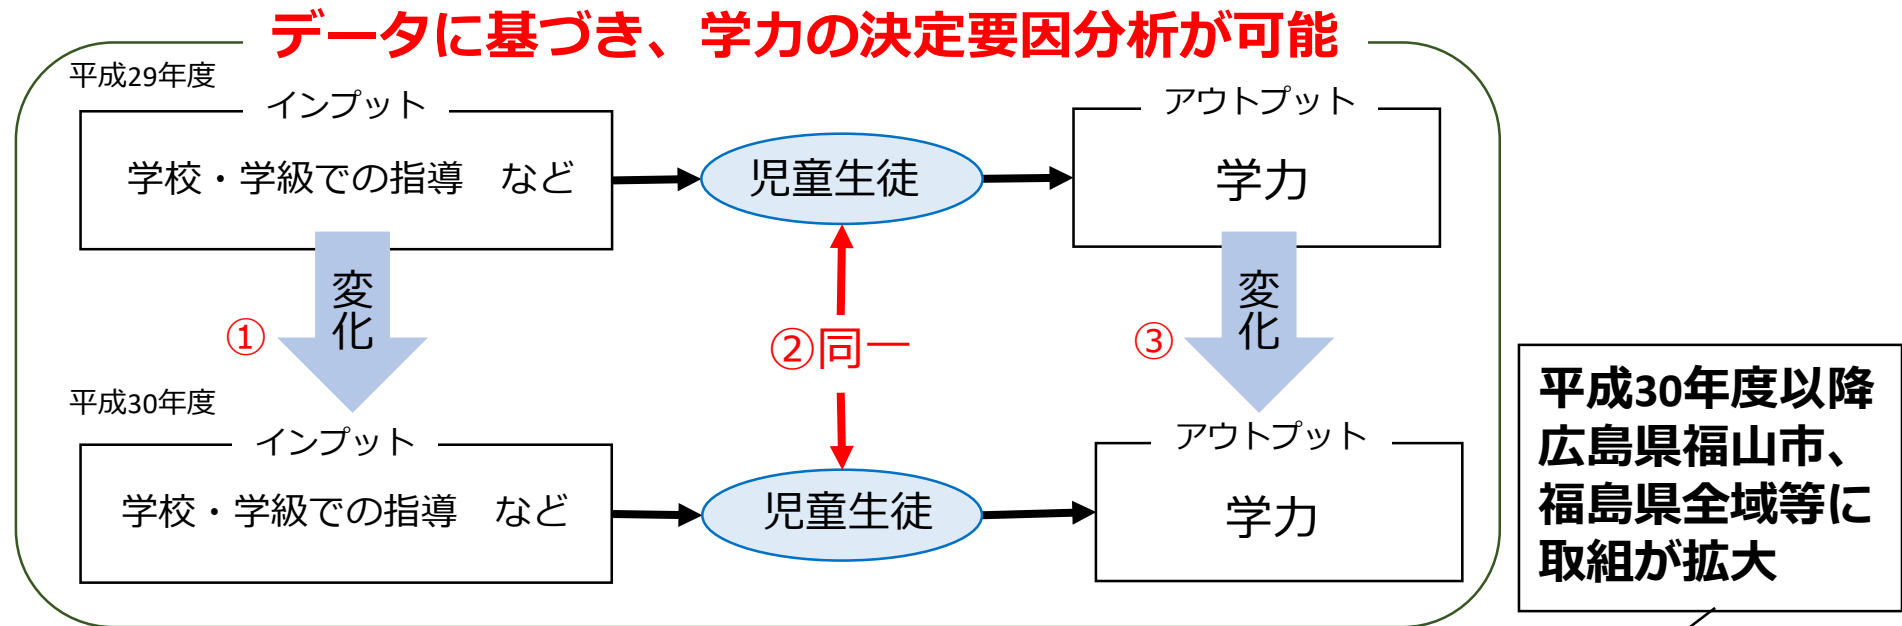 データに基づき、学力の決定要因分析が可能
平成29年度
インプット
学校・学級での指導　など
児童生徒
アウトプット
学力
変化
①
②同一
変化
③
平成30年度
インプット
学校・学級での指導　など
児童生徒
アウトプット
学力
平成30年度以降
広島県福山市、
福島県全域等に
取組が拡大